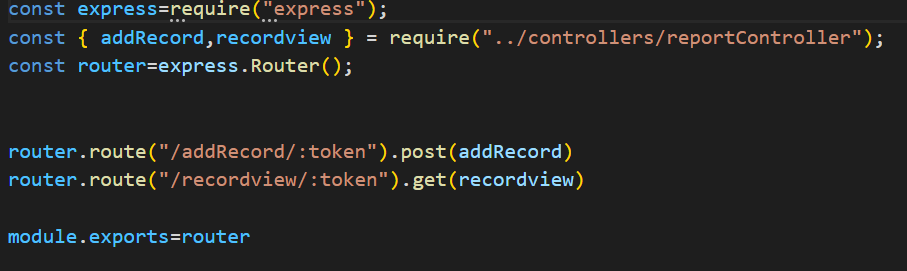 const express=require("express");
const { addRecord,recordview } = require("../controllers/reportController");
const router=express.Router();
router.route("/addRecord/:token").post(addRecord)
router.route("/recordview/:token").get(recordview)
module.exports=router